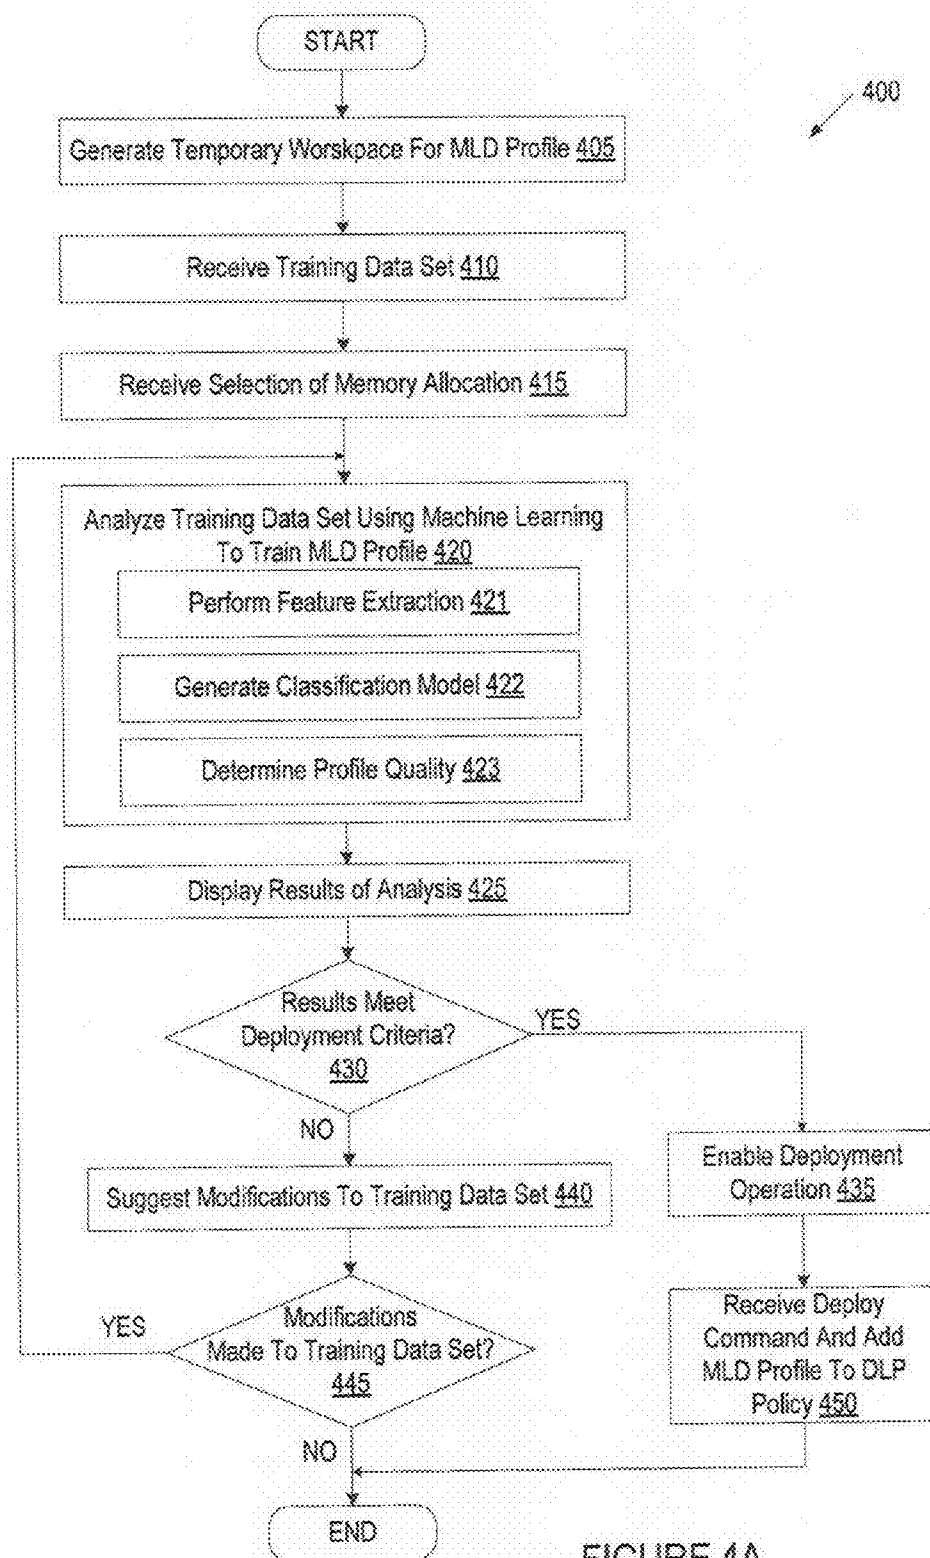 START
400
Generate Temporary Worskpace For MLD Profile 405
Receive Training Data Set 410
Receive Selection of Memory Allocation 415
Analyze Training Data Set Using Machine Learning
To Train MLD Profile 420
Perform Feature Extraction 421
Generate Classification Model 422
Determine Profile Quality 423
Display Results of Analysis 425
Results Meet
Deployment Criteria?
430
YES
NO
Enable Deployment
Operation 435
Suggest Modifications To Training Data Set 440
Modifications
Made To Training Data Set?
445
YES
NO
Receive Deploy
Command And Add
MLD Profile To DLP
Policy 450
END
FIGURE 4A